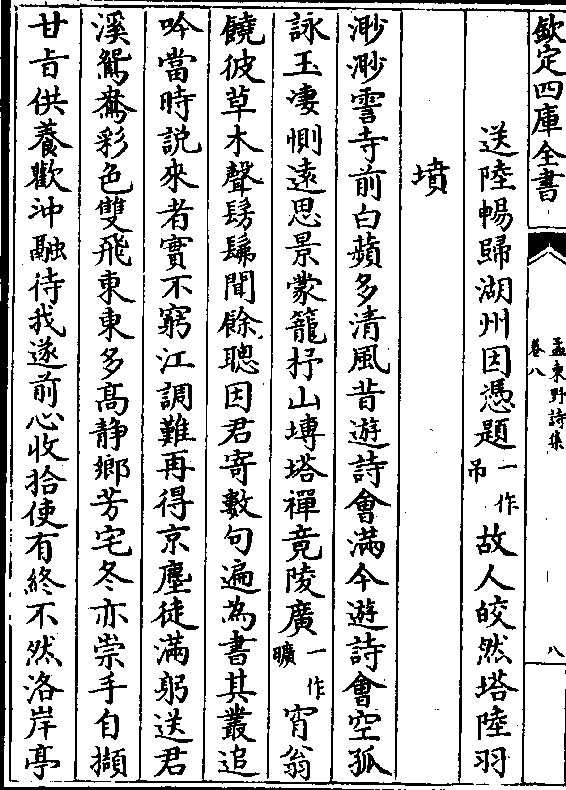 欽定四庫全書
孟東野詩集
卷八
八
送陸暢歸湖州因憑題一作弔故人皎然塔陸羽
墳
渺渺霅寺前白蘋多清風昔遊詩會滿今遊詩會空孤
詠玉凄惻遠思景蒙籠抒山塼塔禪竟陵廣一作曠宵翁
饒彼草木聲髣髴聞餘聰因君寄數句遍為書其叢追
吟當時説來者實不窮江調難再得京塵徒滿躬送君
溪鴛鴦彩色雙飛東東多髙静鄉芳宅冬亦崇手自擷
甘㫖供養歡沖融待我遂前心收拾使有終不然洛岸亭